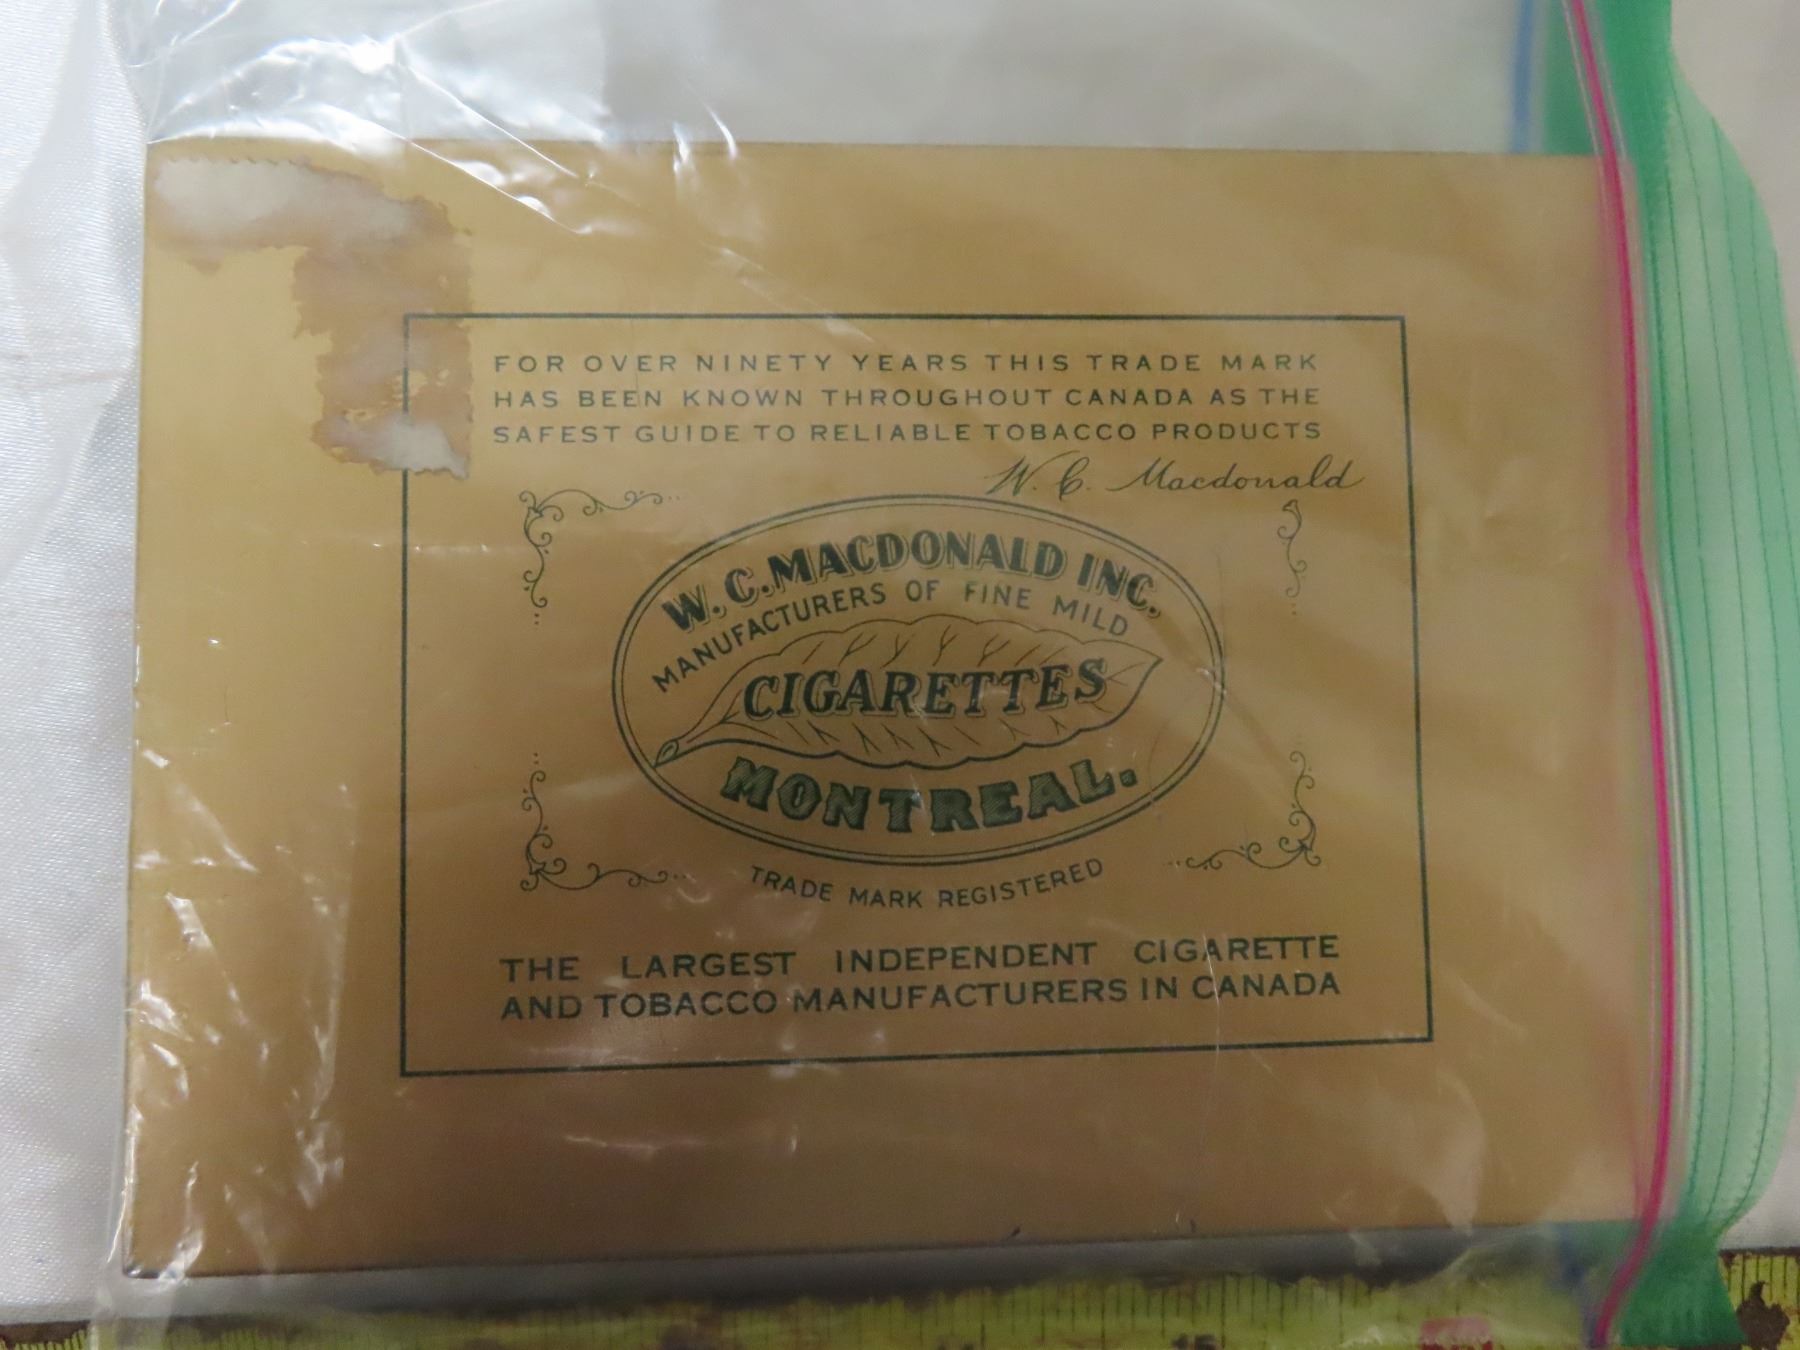 FOR OVER NINETY YEARS THIS TRADE MARK
HAS BEEN KNOWN THROUGHOUT CANADA AS THE
SAFEST GUIDE TO RELIABLE TOBACCO PRODUCTS
W. C. Macdonald
W. C. MACDONALD INC.
MANUFACTURERS OF FINE MILD
CIGARETTES
MONTREAL.
TRADE MARK REGISTERED
THE LARGEST INDEPENDENT CIGARETTE
AND TOBACCO MANUFACTURERS IN CANADA
15